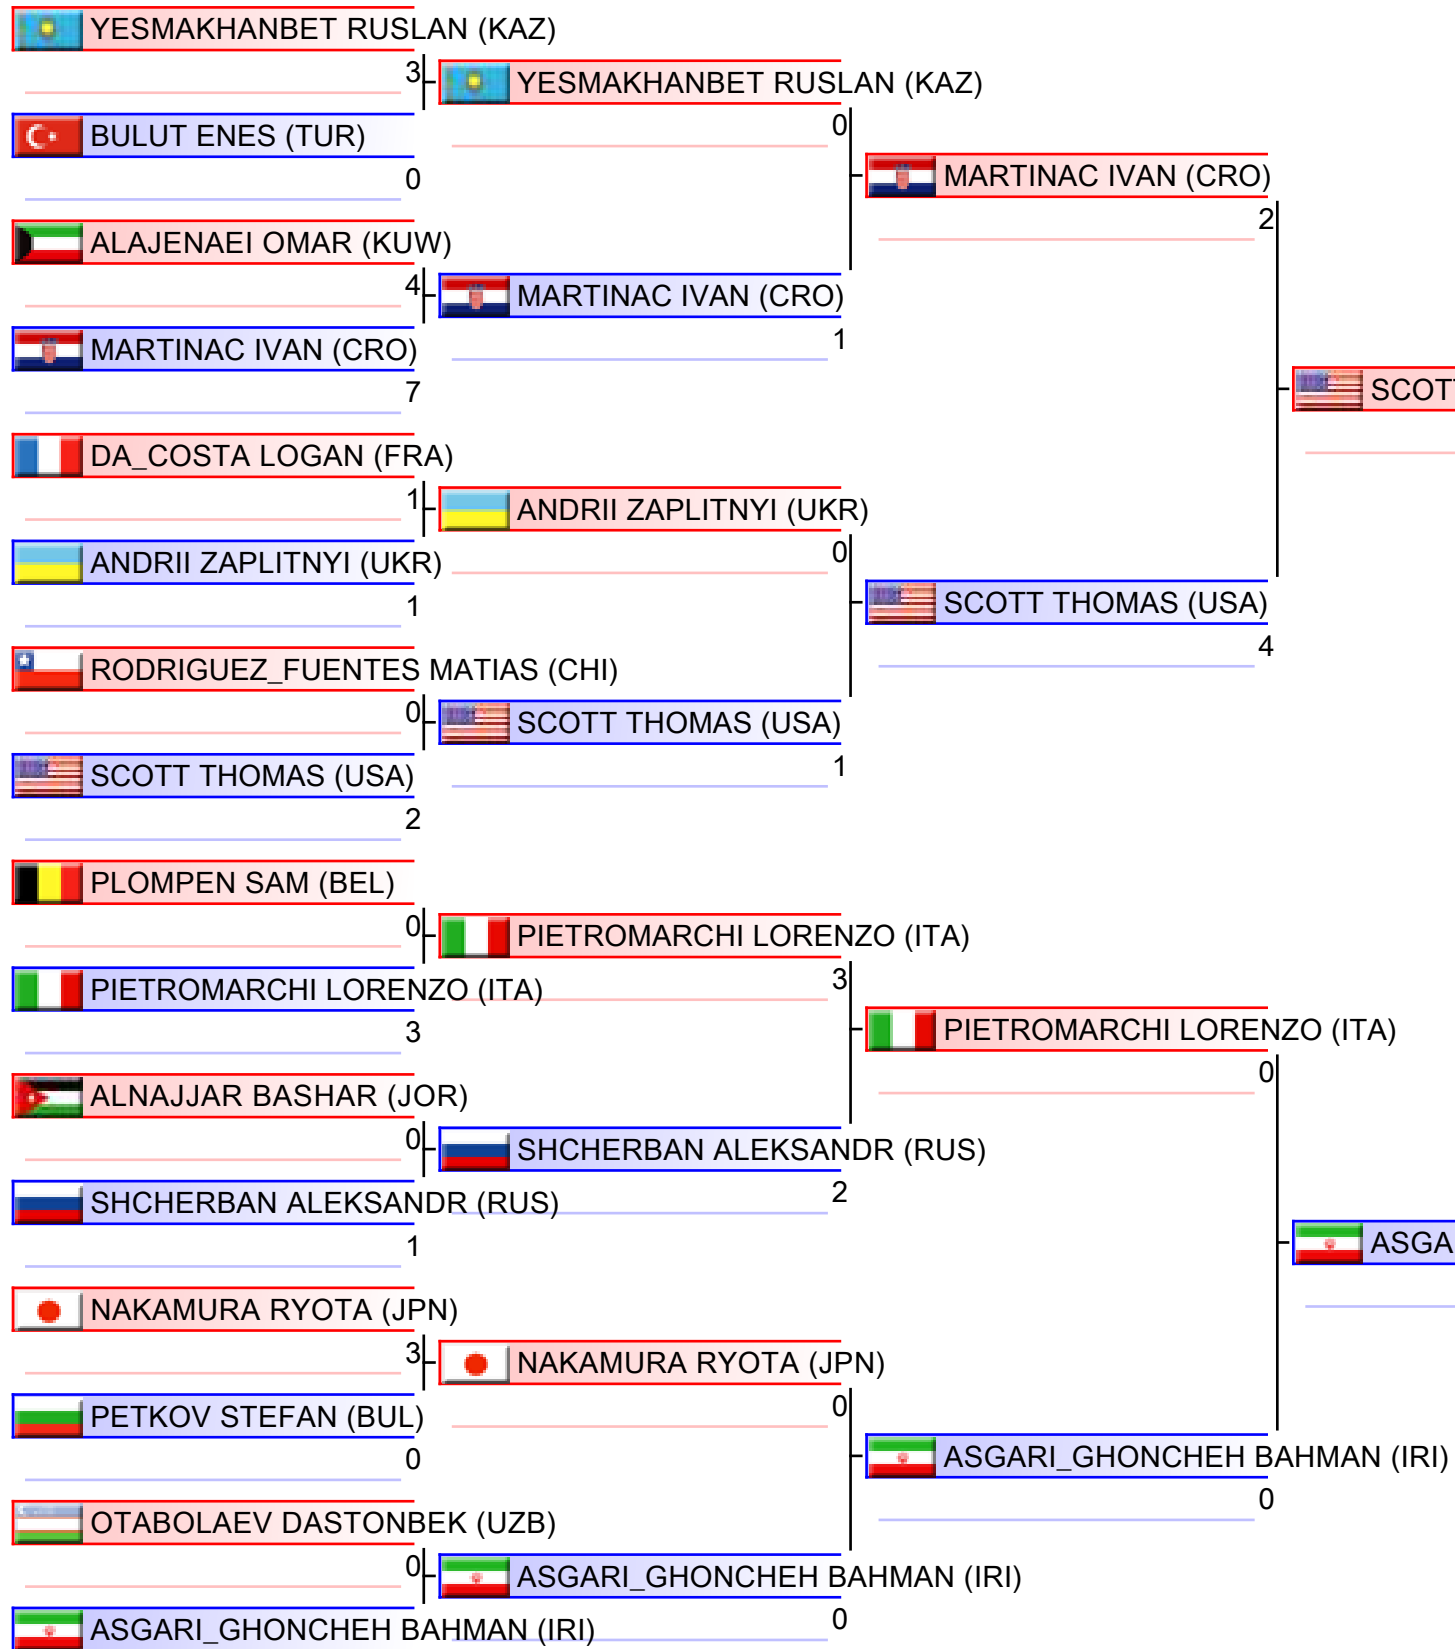 YESMAKHANBET RUSLAN (KAZ)
3
BULUT ENES (TUR)
0
ALAJENAEI OMAR (KUW)
4
MARTINAC IVAN (CRO)
7
DA_COSTA LOGAN (FRA)
1
ANDRII ZAPLITNYI (UKR)
1
RODRIGUEZ_FUENTES MATIAS (CHI)
0
SCOTT THOMAS (USA)
2
PLOMPEN SAM (BEL)
0
PIETROMARCHI LORENZO (ITA)
3
ALNAJJAR BASHAR (JOR)
0
SHCHERBAN ALEKSANDR (RUS)
1
NAKAMURA RYOTA (JPN)
3
PETKOV STEFAN (BUL)
0
OTABOLAEV DASTONBEK (UZB)
0
ASGARI_GHONCHEH BAHMAN (IRI)
YESMAKHANBET RUSLAN (KAZ)
0
MARTINAC IVAN (CRO)
1
ANDRII ZAPLITNYI (UKR)
0
SCOTT THOMAS (USA)
1
PIETROMARCHI LORENZO (ITA)
3
SHCHERBAN ALEKSANDR (RUS)
2
NAKAMURA RYOTA (JPN)
0
ASGARI_GHONCHEH BAHMAN (IRI)
0
MARTINAC IVAN (CRO)
2
SCOTT THOMAS (USA)
4
PIETROMARCHI LORENZO (ITA)
0
ASGARI_GHONCHEH BAHMAN (IRI)
0
SCOT
ASGA